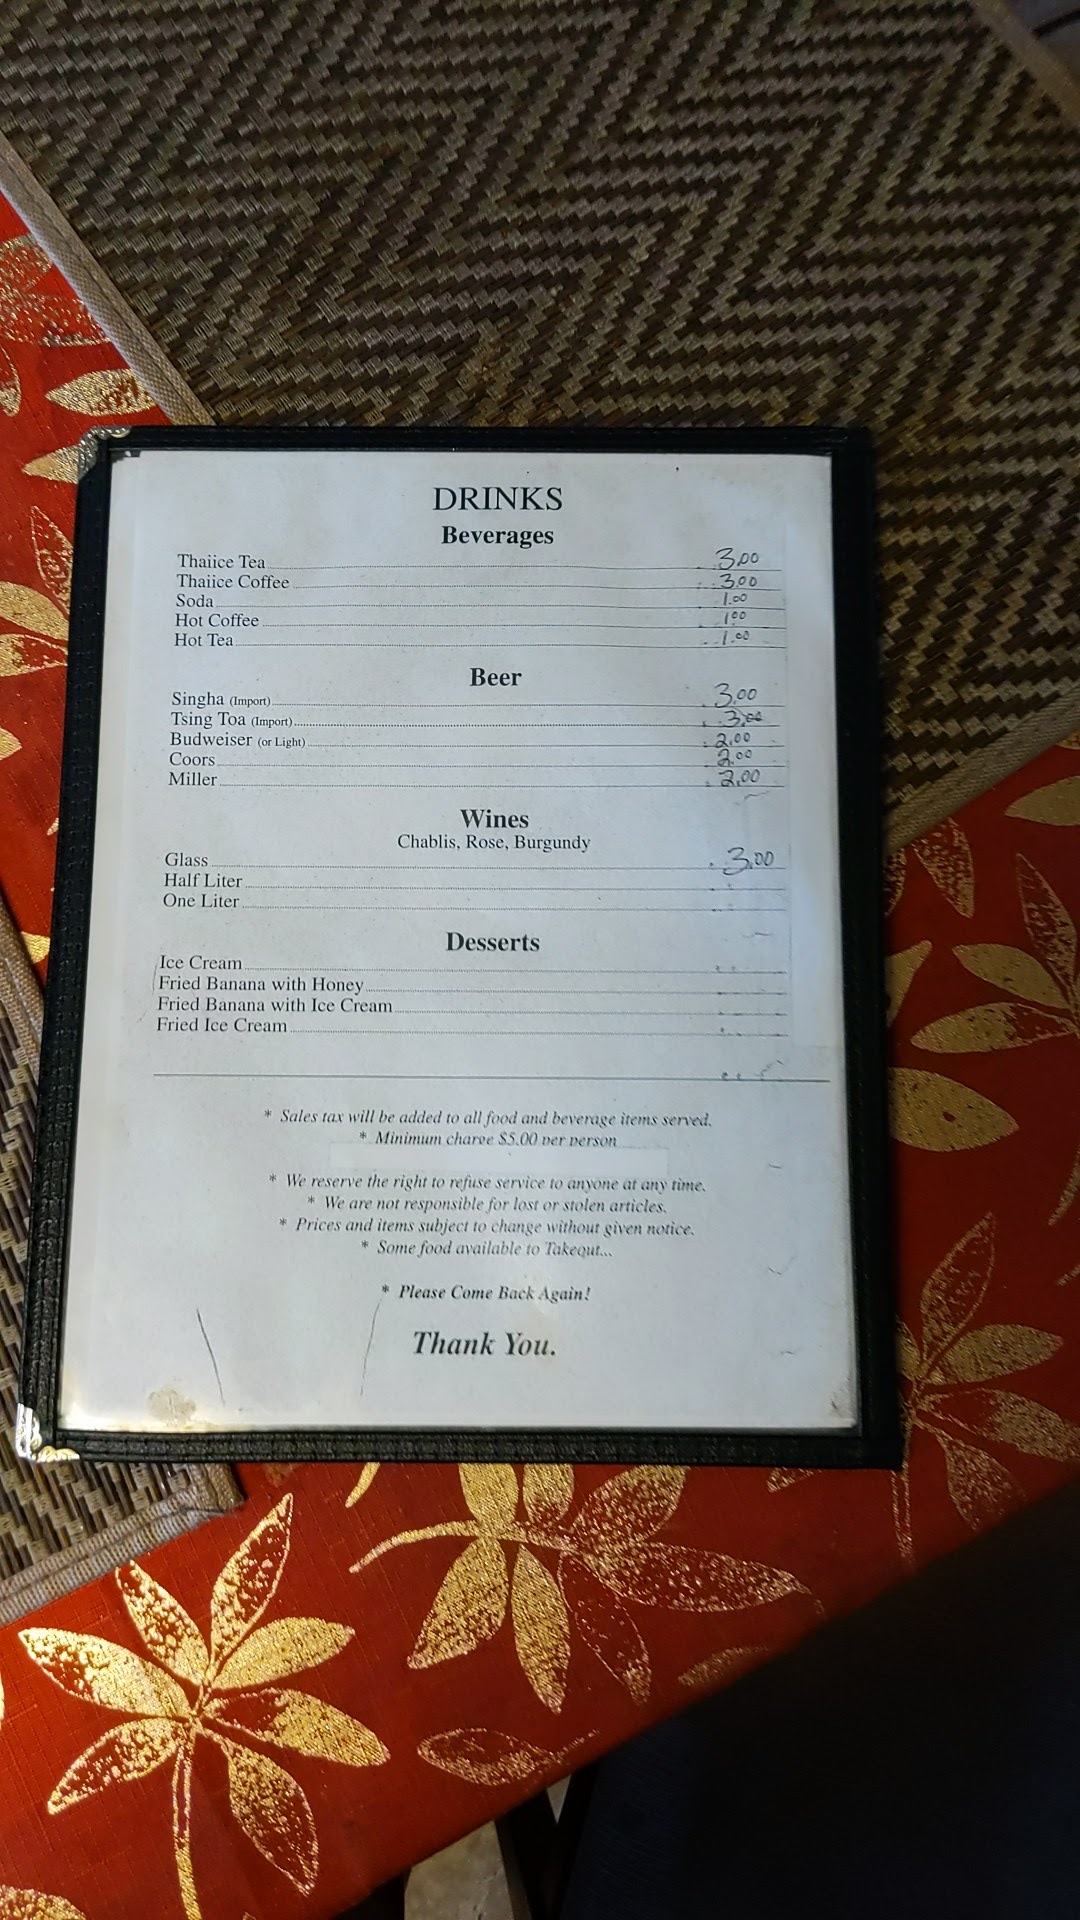 DRINKS
Beverages
Thaiice Tea 3.00
Thaiice Coffee 3.00
Soda 1.00
Hot Coffee 1.00
Hot Tea 1.00
Beer
Singha (Import) 3.00
Tsing Toa (Import) 3.00
Budweiser (or Light) 2.00
Coors 2.00
Miller 2.00
Wines
Chablis, Rose, Burgundy
Glass 3.00
Half Liter
One Liter
Desserts
Ice Cream
Fried Banana with Honey
Fried Banana with Ice Cream
Fried Ice Cream
* Sales tax will be added to all food and beverage items served.
* Minimum charge $5.00 per person
* We reserve the right to refuse service to anyone at any time.
* We are not responsible for lost or stolen articles.
* Prices and items subject to change without given notice.
* Some food available to Takeout...
* Please Come Back Again!
Thank You.